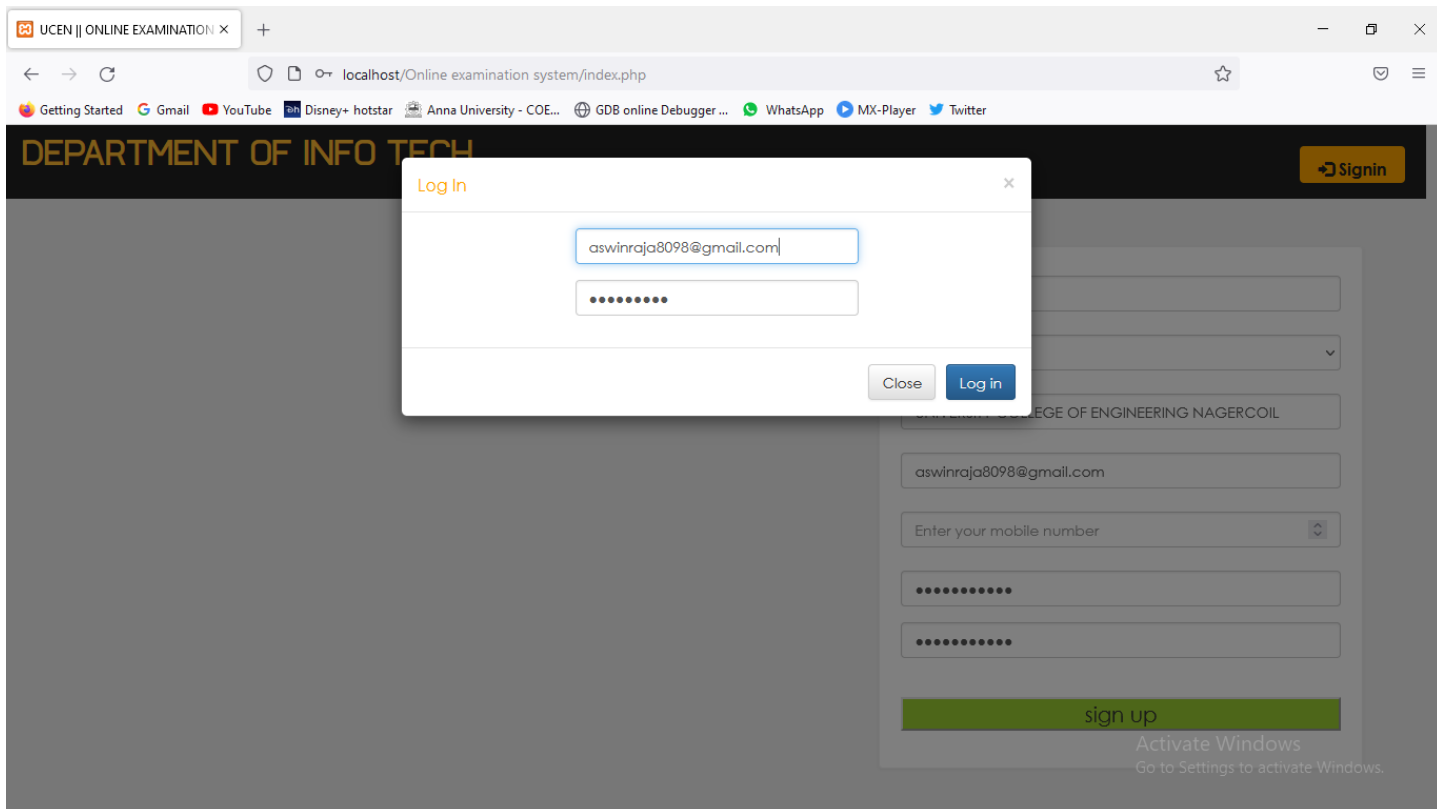 UCEN || ONLINE EXAMINATION
localhost/Online examination system/index.php
Getting Started Gmail YouTube Disney+ hotstar Anna University - COE... GDB online Debugger ... WhatsApp MX-Player Twitter
DEPARTMENT OF INFO TECH
Signin
Log In
×
aswinraja8098@gmail.com
•••••••••
Close Log in
UNIVERSITY COLLEGE OF ENGINEERING NAGERCOIL
aswinraja8098@gmail.com
Enter your mobile number
•••••••••••
•••••••••••
sign up
Activate Windows
Go to Settings to activate Windows.